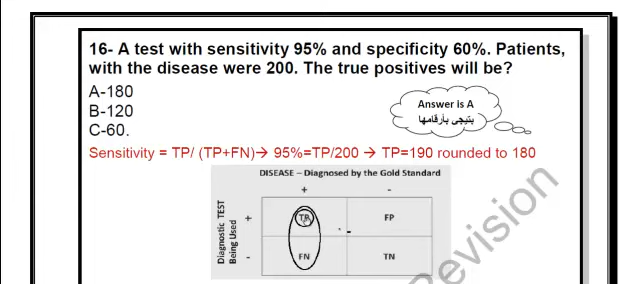 16- A test with sensitivity 95% and specificity 60%. Patients,
with the disease were 200. The true positives will be?
A-180
B-120
C-60.
Answer is A
بتيجى بأرقامها
Sensitivity = TP/ (TP+FN)→ 95%=TP/200 → TP=190 rounded to 180
DISEASE – Diagnosed by the Gold Standard
+ -
Diagnostic TEST
Being Used
+ TP FP
- FN TN
evision